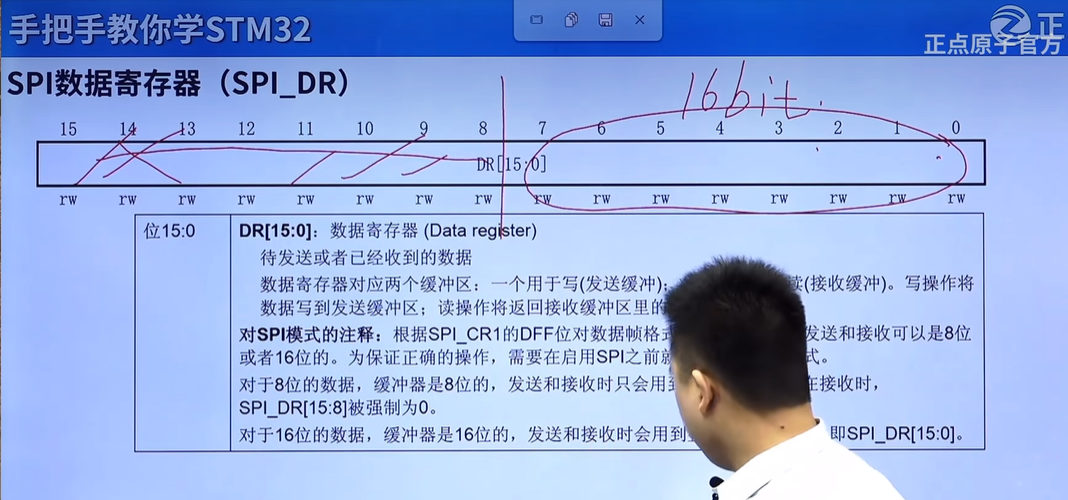 手把手教你学STM32
正
正点原子官方
SPI数据寄存器（SPI_DR）
16bit.
15 14 13 12 11 10 9 8 7 6 5 4 3 2 1 0
DR[15:0]
rw rw rw rw rw rw rw rw rw rw rw rw rw rw rw rw
位15:0
DR[15:0]：数据寄存器 (Data register)
待发送或者已经收到的数据
数据寄存器对应两个缓冲区：一个用于写(发送缓冲)； 读(接收缓冲)。写操作将
数据写到发送缓冲区；读操作将返回接收缓冲区里的
对SPI模式的注释：根据SPI_CR1的DFF位对数据帧格式 发送和接收可以是8位
或者16位的。为保证正确的操作，需要在启用SPI之前就 式。
对于8位的数据，缓冲器是8位的，发送和接收时只会用到 在接收时，
SPI_DR[15:8]被强制为0。
对于16位的数据，缓冲器是16位的，发送和接收时会用到 即SPI_DR[15:0]。